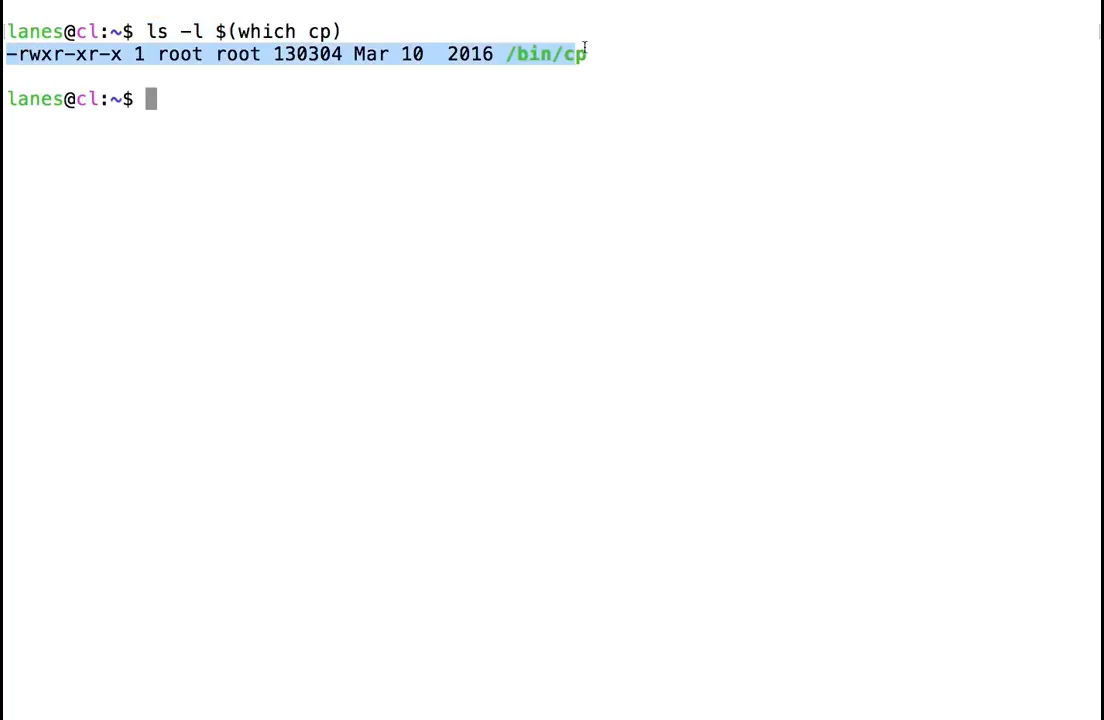 lanes@cl:~$ ls -l $(which cp)
-rwxr-xr-x 1 root root 130304 Mar 10  2016 /bin/cp
lanes@cl:~$